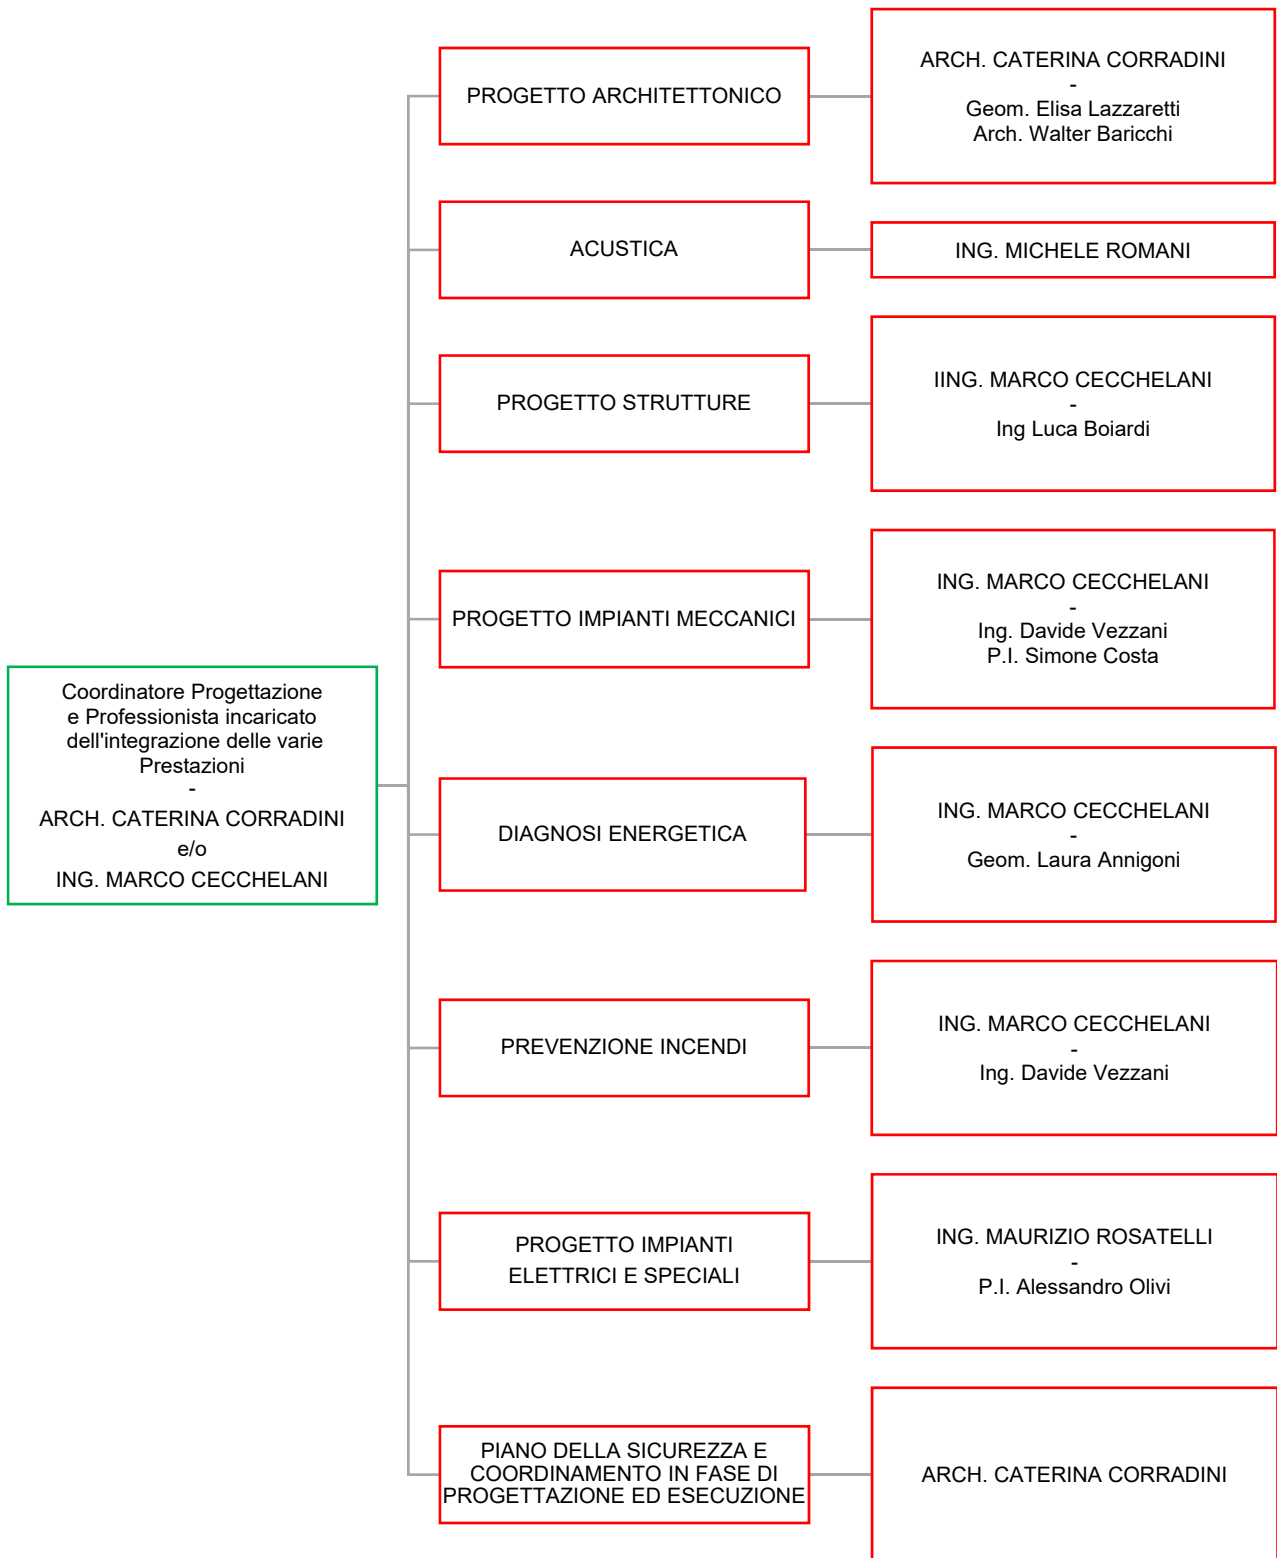 PROGETTO ARCHITETTONICO
ARCH. CATERINA CORRADINI
-
Geom. Elisa Lazzaretti
Arch. Walter Baricchi
ACUSTICA
ING. MICHELE ROMANI
PROGETTO STRUTTURE
IING. MARCO CECCHELANI
-
Ing Luca Boiardi
PROGETTO IMPIANTI MECCANICI
ING. MARCO CECCHELANI
-
Ing. Davide Vezzani
P.I. Simone Costa
Coordinatore Progettazione
e Professionista incaricato
dell'integrazione delle varie
Prestazioni
-
ARCH. CATERINA CORRADINI
e/o
ING. MARCO CECCHELANI
DIAGNOSI ENERGETICA
ING. MARCO CECCHELANI
-
Geom. Laura Annigoni
PREVENZIONE INCENDI
ING. MARCO CECCHELANI
-
Ing. Davide Vezzani
PROGETTO IMPIANTI
ELETTRICI E SPECIALI
ING. MAURIZIO ROSATELLI
-
P.I. Alessandro Olivi
PIANO DELLA SICUREZZA E
COORDINAMENTO IN FASE DI
PROGETTAZIONE ED ESECUZIONE
ARCH. CATERINA CORRADINI